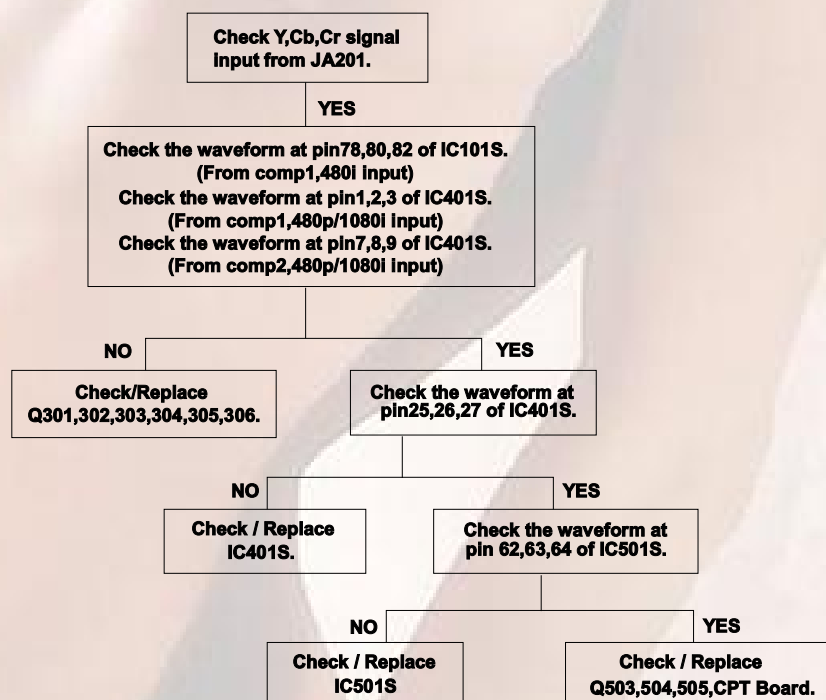 Check Y,Cb,Cr signal
input from JA201.
YES
Check the waveform at pin78,80,82 of IC101S.
(From comp1,480i input)
Check the waveform at pin1,2,3 of IC401S.
(From comp1,480p/1080i input)
Check the waveform at pin7,8,9 of IC401S.
(From comp2,480p/1080i input)
NO
YES
Check/Replace
Q301,302,303,304,305,306.
Check the waveform at
pin25,26,27 of IC401S.
NO
YES
Check / Replace
IC401S.
Check the waveform at
pin 62,63,64 of IC501S.
NO
YES
Check / Replace
IC501S
Check / Replace
Q503,504,505,CPT Board.